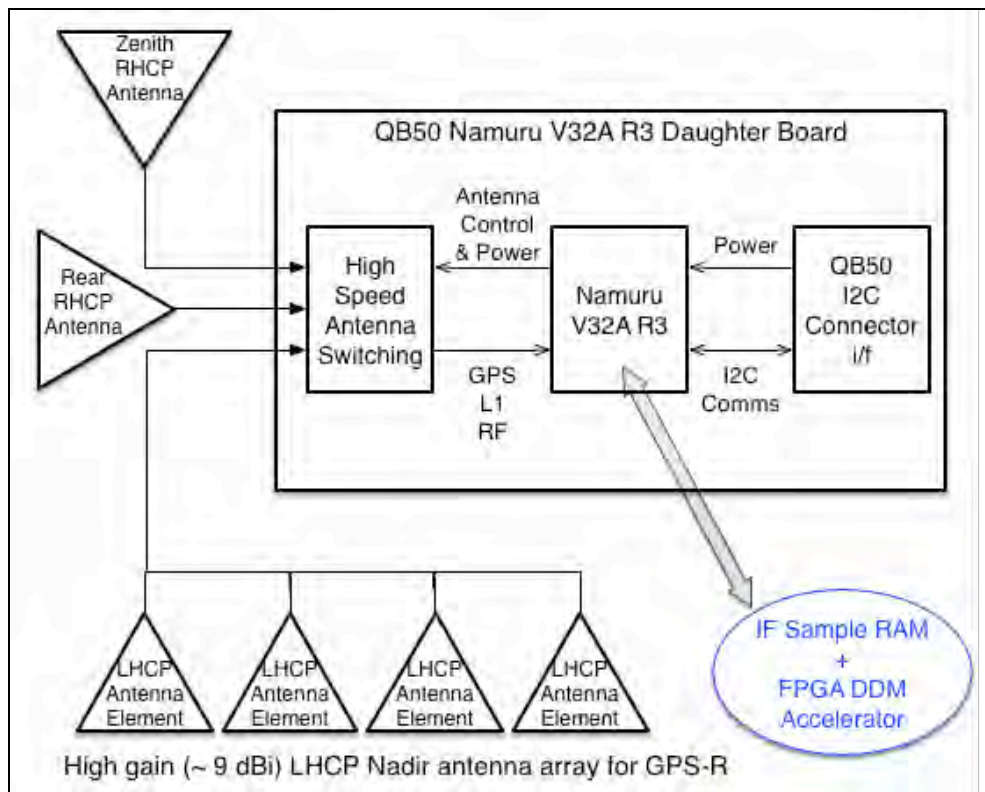 Zenith
RHCP
Antenna
QB50 Namuru V32A R3 Daughter Board
Rear
RHCP
Antenna
High
Speed
Antenna
Switching
Antenna
Control
& Power
GPS
L1
RF
Namuru
V32A R3
Power
I2C
Comms
QB50
I2C
Connector
i/f
LHCP
Antenna
Element
LHCP
Antenna
Element
LHCP
Antenna
Element
LHCP
Antenna
Element
IF Sample RAM
+
FPGA DDM
Accelerator
High gain (~ 9 dBi) LHCP Nadir antenna array for GPS-R